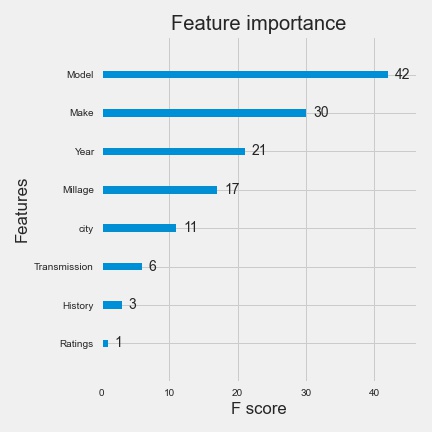 Feature importance
Features
Model 42
Make 30
Year 21
Millage 17
city 11
Transmission 6
History 3
Ratings 1
0 10 20 30 40
F score